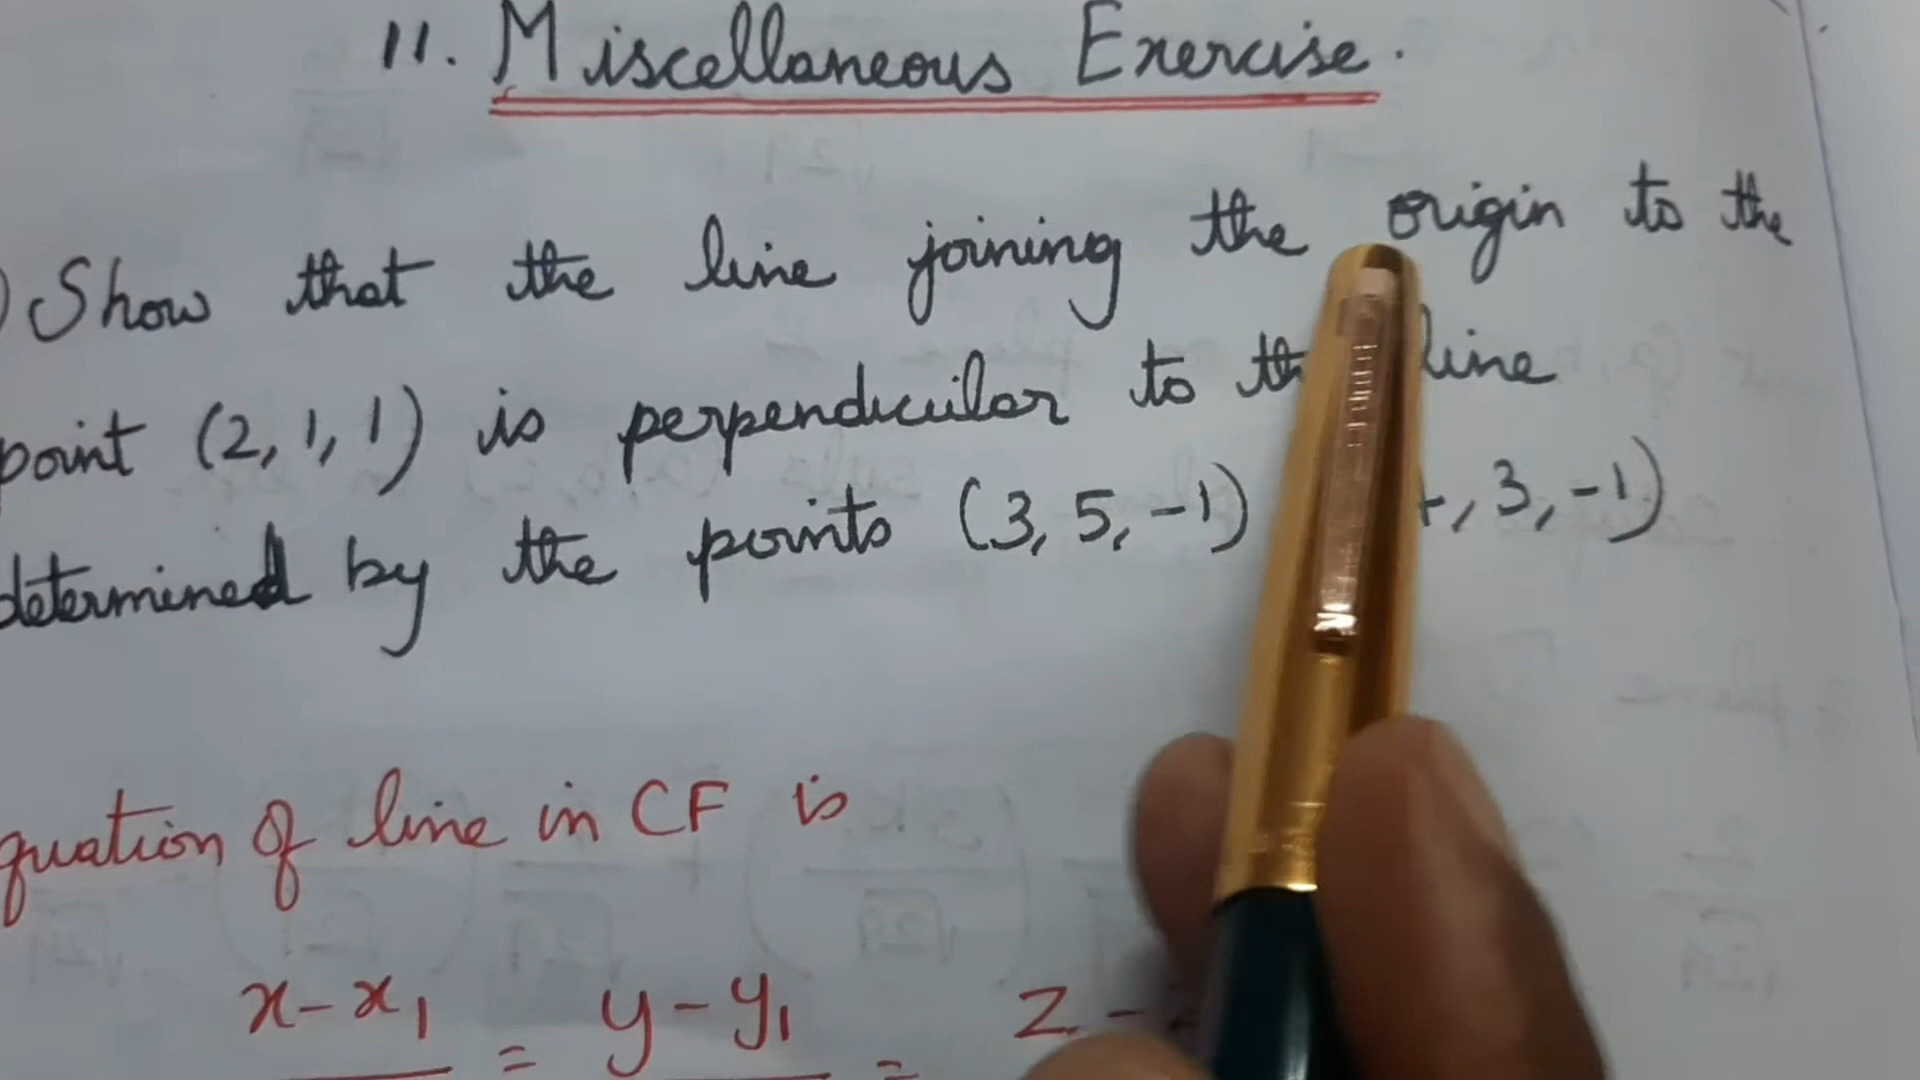 11. Miscellaneous Exercise.
) Show that the line joining the origin to the
point (2, 1, 1) is perpendicular to th line
determined by the points (3, 5, -1) , 3, -1)
quation of line in CF is
x-x₁ = y-y₁ = z-